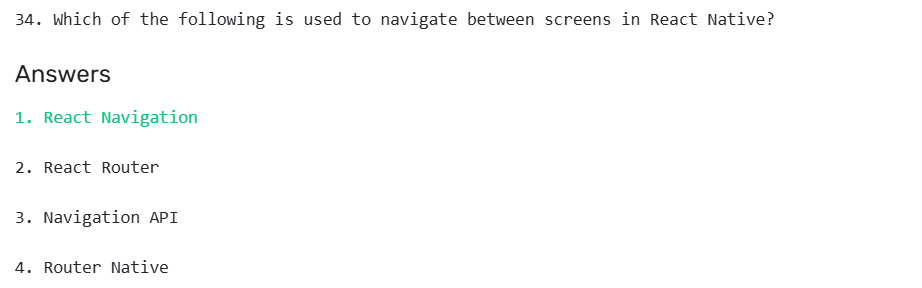 34. Which of the following is used to navigate between screens in React Native?
Answers
1. React Navigation
2. React Router
3. Navigation API
4. Router Native